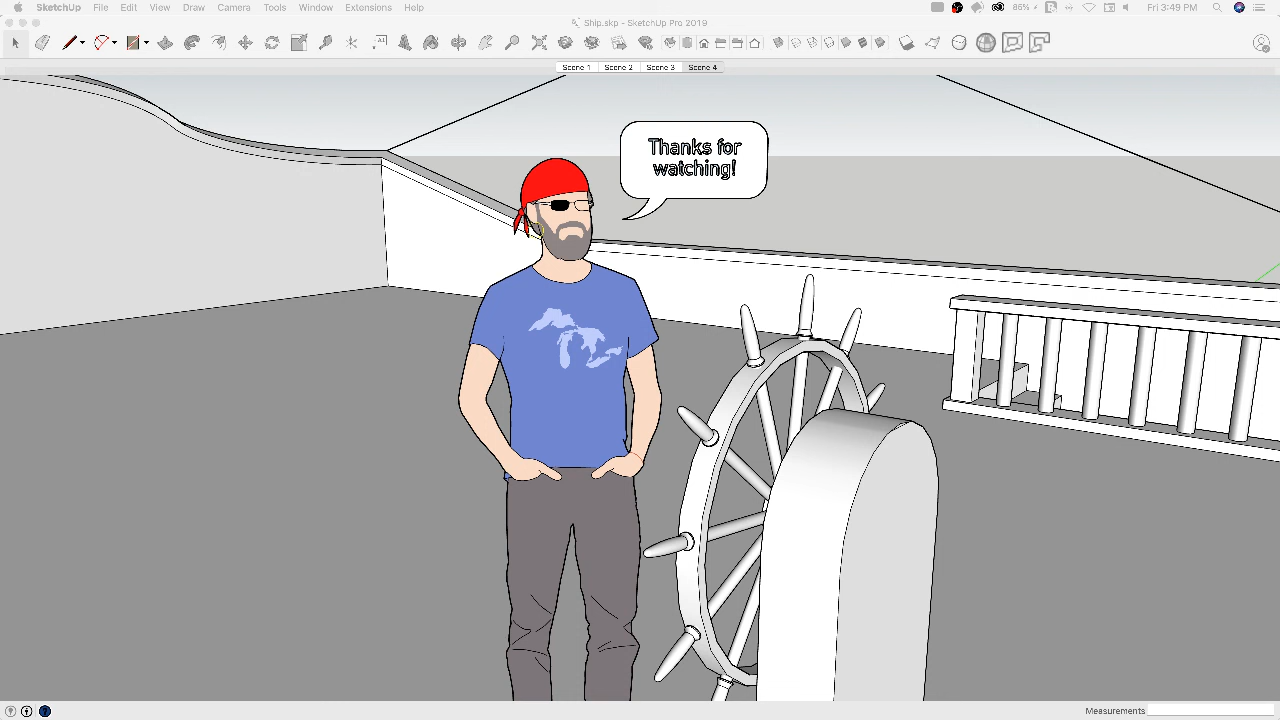 SketchUp File Edit View Draw Camera Tools Window Extensions Help 86% Fri 3:49 PM
Ship.skp - SketchUp Pro 2019
Scene 1 Scene 2 Scene 3 Scene 4
Thanks for
watching!
Measurements